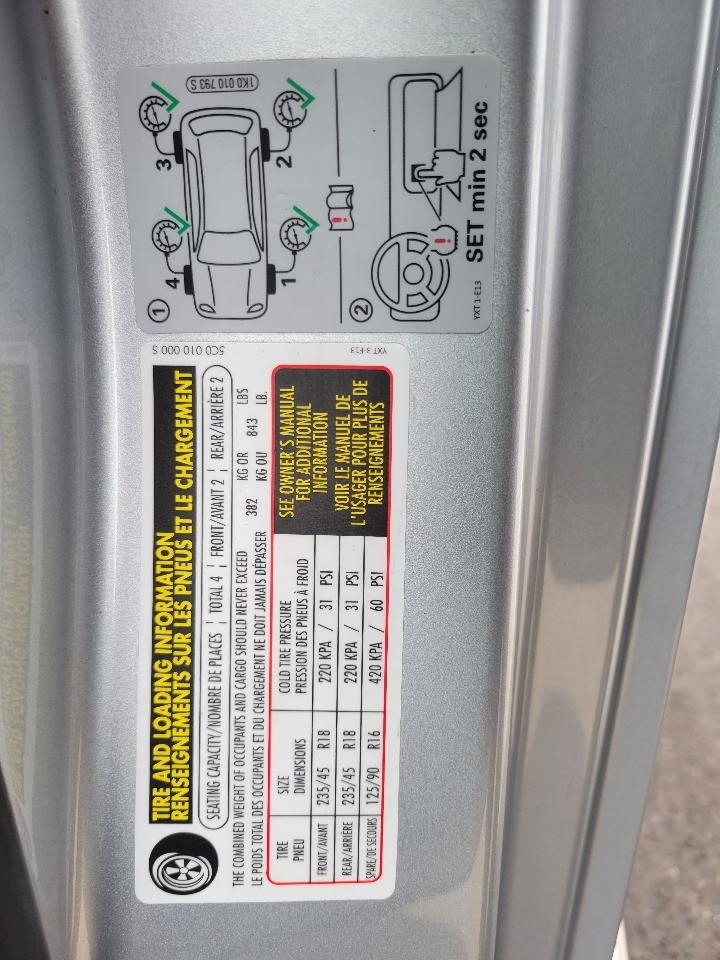 TIRE AND LOADING INFORMATION
RENSEIGNEMENTS SUR LES PNEUS ET LE CHARGEMENT
SEATING CAPACITY/NOMBRE DE PLACES ¦ TOTAL 4 ¦ FRONT/AVANT 2 ¦ REAR/ARRIÈRE 2
THE COMBINED WEIGHT OF OCCUPANTS AND CARGO SHOULD NEVER EXCEED 382 KG OR 843 LBS
LE POIDS TOTAL DES OCCUPANTS ET DU CHARGEMENT NE DOIT JAMAIS DÉPASSER KG OU LB.
TIRE SIZE COLD TIRE PRESSURE
PNEU DIMENSIONS PRESSION DES PNEUS À FROID
FRONT/AVANT 235/45 R18 220 KPA / 31 PSI
REAR/ARRIÈRE 235/45 R18 220 KPA / 31 PSI
SPARE/DE SECOURS 125/90 R16 420 KPA / 60 PSI
SEE OWNER'S MANUAL
FOR ADDITIONAL
INFORMATION
VOIR LE MANUEL DE
L'USAGER POUR PLUS DE
RENSEIGNEMENTS
5C0 010 000 S
YXT 3-E13
1
4 3
1 2
1K0 010 793 S
2
SET min 2 sec
YXT 1-E13